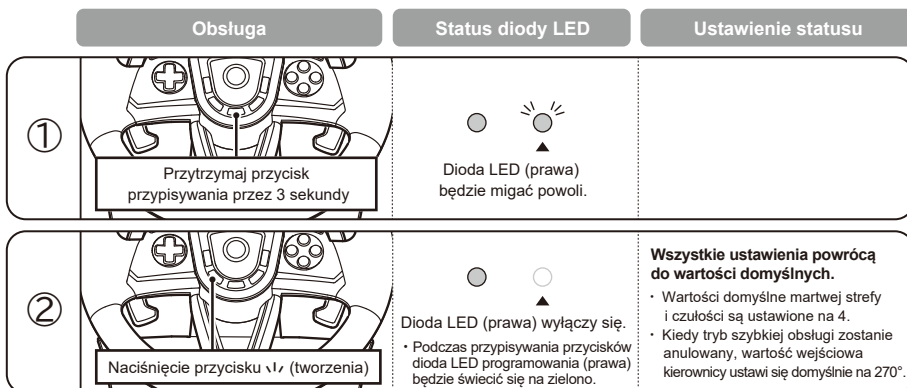 Obsługa
Status diody LED
Ustawienie statusu
①
Przytrzymaj przycisk
przypisywania przez 3 sekundy
Dioda LED (prawa)
będzie migać powoli.
②
Naciśnięcie przycisku (tworzenia)
Dioda LED (prawa) wyłączy się.
・Podczas przypisywania przycisków
dioda LED programowania (prawa)
będzie świecić się na zielono.
Wszystkie ustawienia powrócą
do wartości domyślnych.
・ Wartości domyślne martwej strefy
i czułości są ustawione na 4.
・ Kiedy tryb szybkiej obsługi zostanie
anulowany, wartość wejściowa
kierownicy ustawi się domyślnie na 270°.